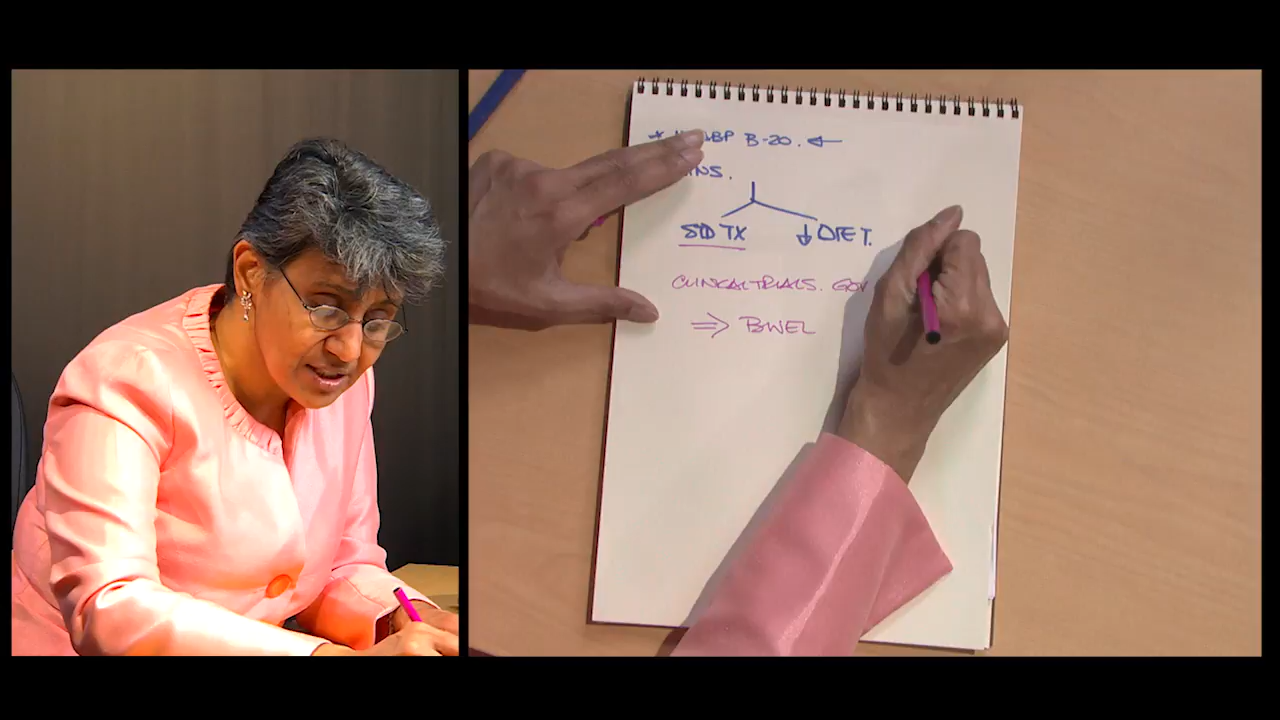 * B-20. ←
SD TX ↓ DIET.
CLINICALTRIALS. GOV
⇒ BWEL